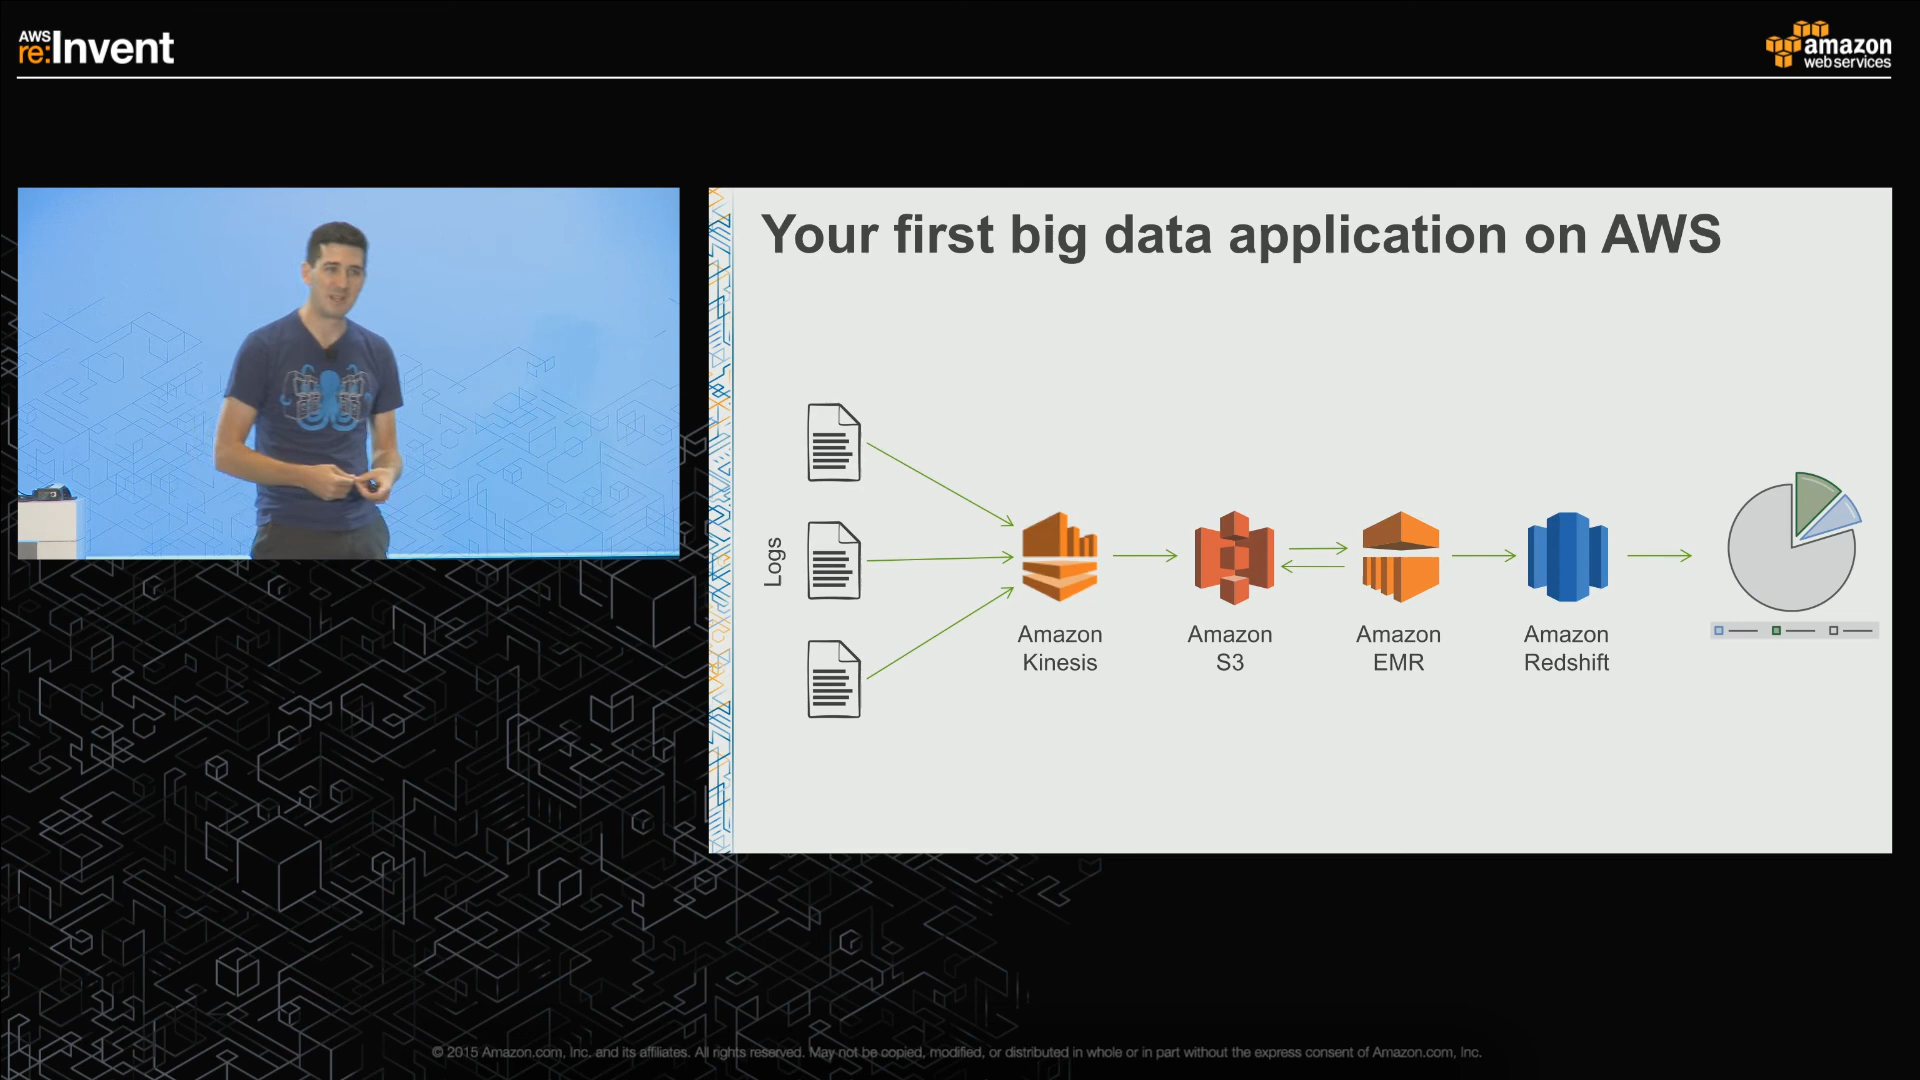 AWS
re:Invent
amazon
web services
Your first big data application on AWS
Logs
Amazon
Kinesis
Amazon
S3
Amazon
EMR
Amazon
Redshift
© 2015 Amazon.com, Inc. and its affiliates. All rights reserved. May not be copied, modified, or distributed in whole or in part without the express consent of Amazon.com, Inc.